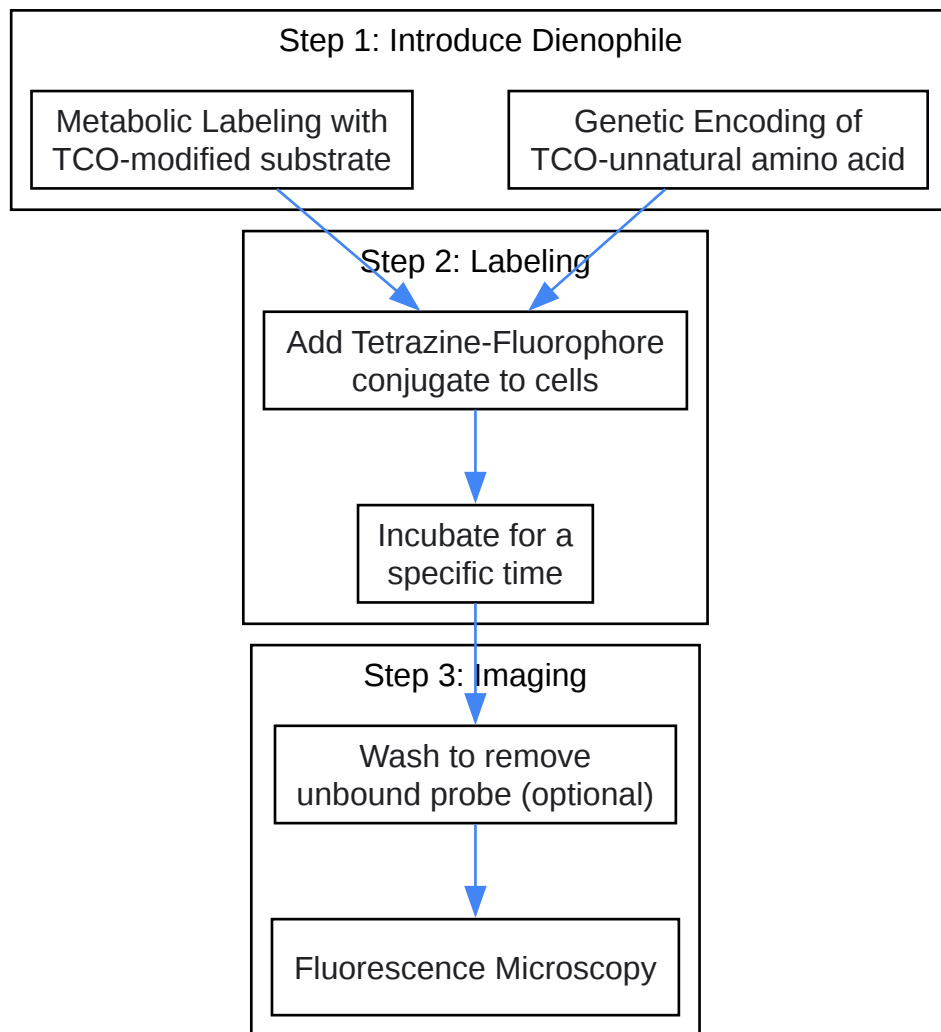 Step 1: Introduce Dienophile
Metabolic Labeling with
TCO-modified substrate
Genetic Encoding of
TCO-unnatural amino acid
Step 2: Labeling
Add Tetrazine-Fluorophore
conjugate to cells
Incubate for a
specific time
Step 3: Imaging
Wash to remove
unbound probe (optional)
Fluorescence Microscopy